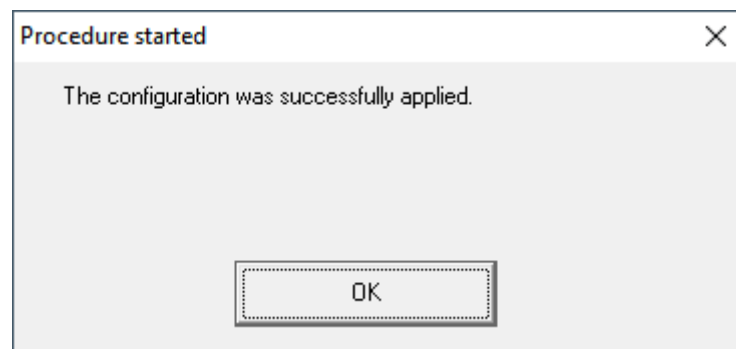 Procedure started
The configuration was successfully applied.
OK